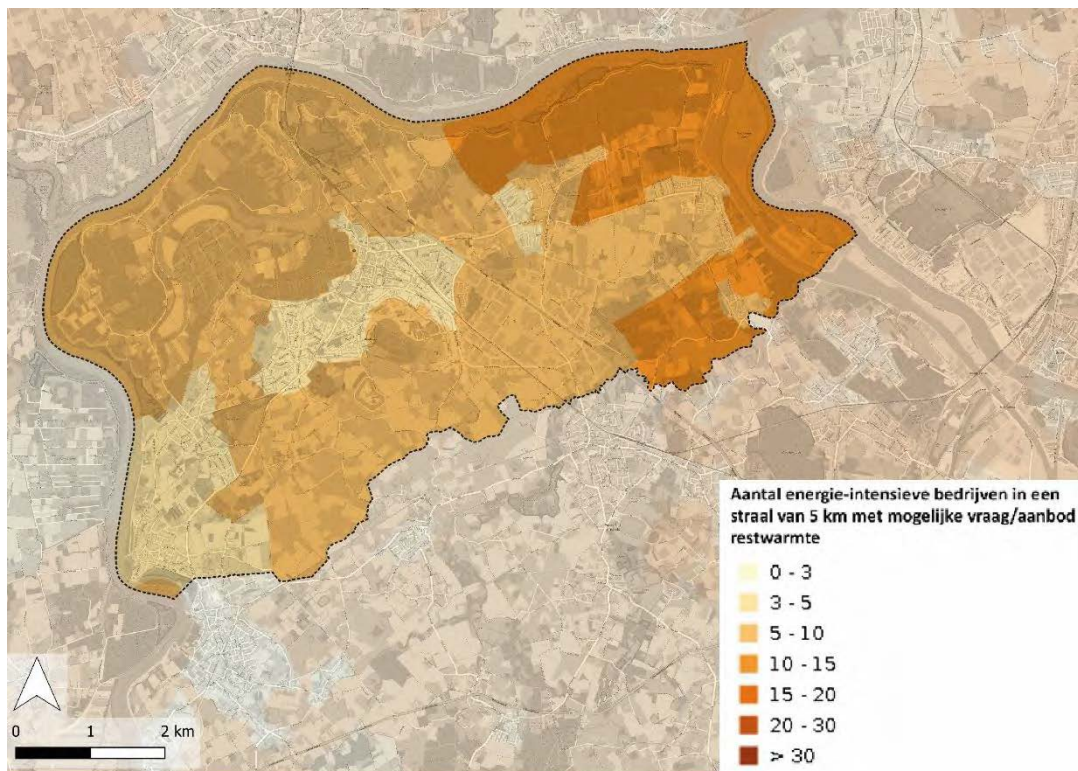 Aantal energie-intensieve bedrijven in een
straal van 5 km met mogelijke vraag/aanbod
restwarmte
0 - 3
3 - 5
5 - 10
10 - 15
15 - 20
20 - 30
> 30
0 1 2 km